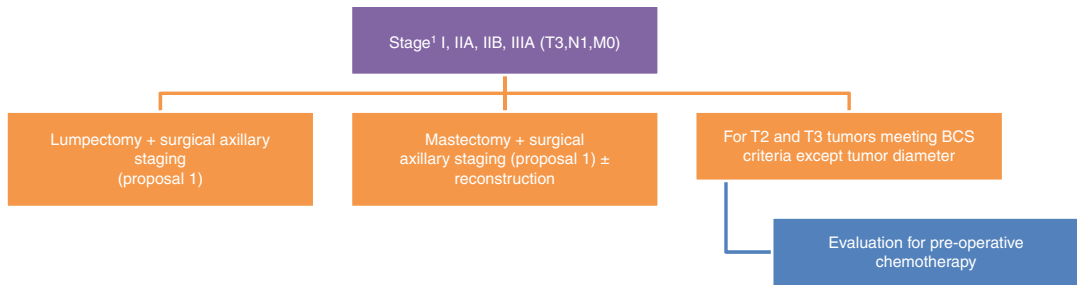 Stage¹ I, IIA, IIB, IIIA (T3,N1,M0)
Lumpectomy + surgical axillary
staging
(proposal 1)
Mastectomy + surgical
axillary staging (proposal 1) ±
reconstruction
For T2 and T3 tumors meeting BCS
criteria except tumor diameter
Evaluation for pre-operative
chemotherapy